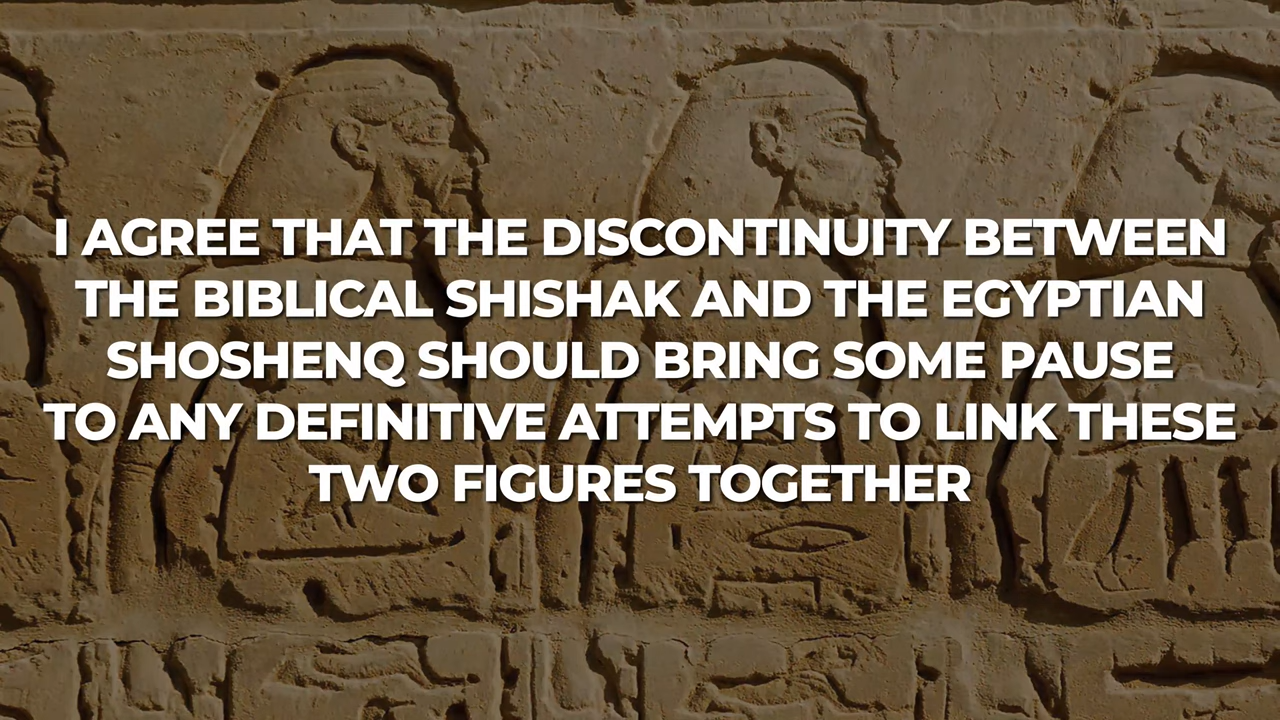 I AGREE THAT THE DISCONTINUITY BETWEEN
THE BIBLICAL SHISHAK AND THE EGYPTIAN
SHOSHENQ SHOULD BRING SOME PAUSE
TO ANY DEFINITIVE ATTEMPTS TO LINK THESE
TWO FIGURES TOGETHER